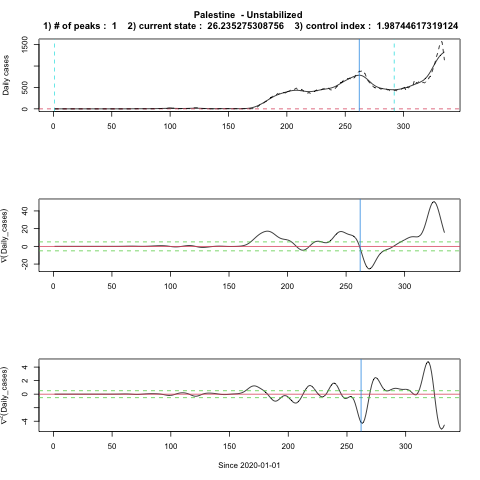 Palestine - Unstabilized
1) # of peaks : 1 2) current state : 26.235275308756 3) control index : 1.98744617319124
Daily cases
0 500 1500
0 50 100 150 200 250 300
∇(Daily_cases)
-20 0 20 40
0 50 100 150 200 250 300
∇²(Daily_cases)
-4 0 2 4
0 50 100 150 200 250 300
Since 2020-01-01